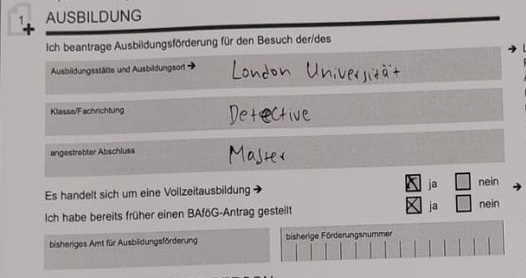 1 AUSBILDUNG
Ich beantrage Ausbildungsförderung für den Besuch der/des
Ausbildungsstätte und Ausbildungsort → London Universität
Klasse/Fachrichtung Detective
angestrebter Abschluss Master
Es handelt sich um eine Vollzeitausbildung → ja nein
Ich habe bereits früher einen BAföG-Antrag gestellt ja nein
bisheriges Amt für Ausbildungsförderung bisherige Förderungsnummer